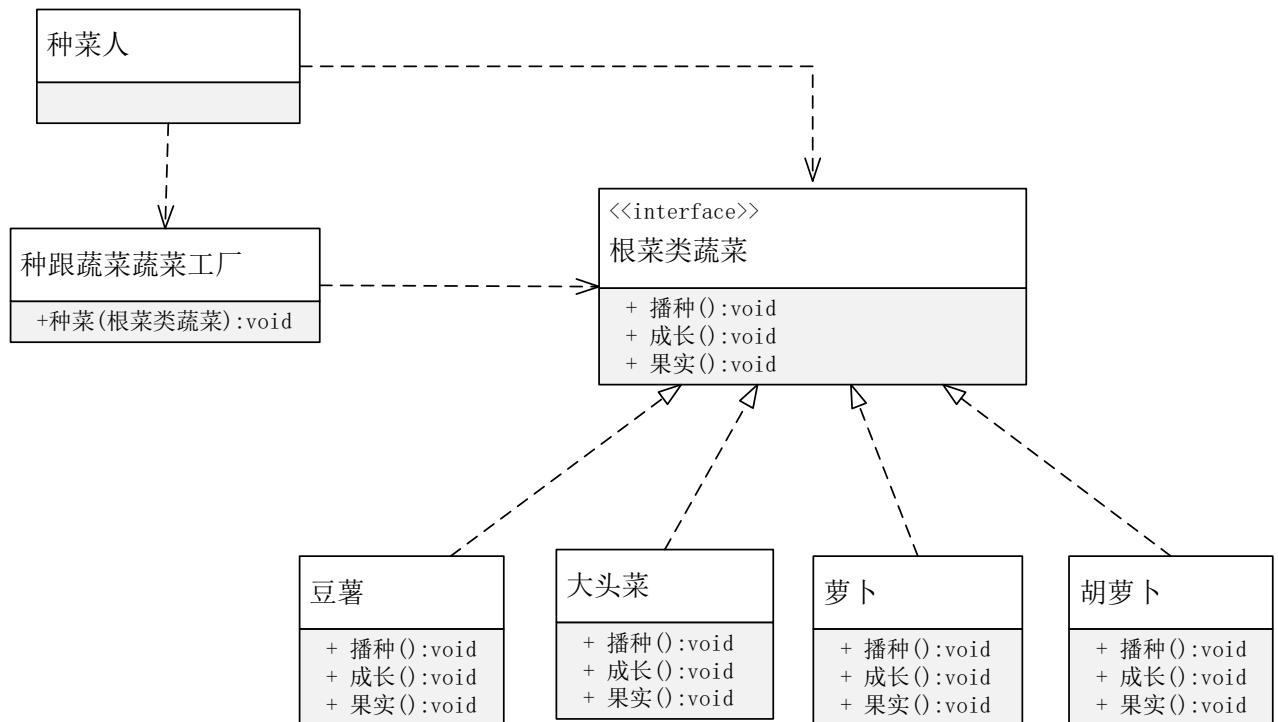 种菜人
种跟蔬菜蔬菜工厂
+种菜(根菜类蔬菜):void
<<interface>>
根菜类蔬菜
+ 播种():void
+ 成长():void
+ 果实():void
豆薯
+ 播种():void
+ 成长():void
+ 果实():void
大头菜
+ 播种():void
+ 成长():void
+ 果实():void
萝卜
+ 播种():void
+ 成长():void
+ 果实():void
胡萝卜
+ 播种():void
+ 成长():void
+ 果实():void